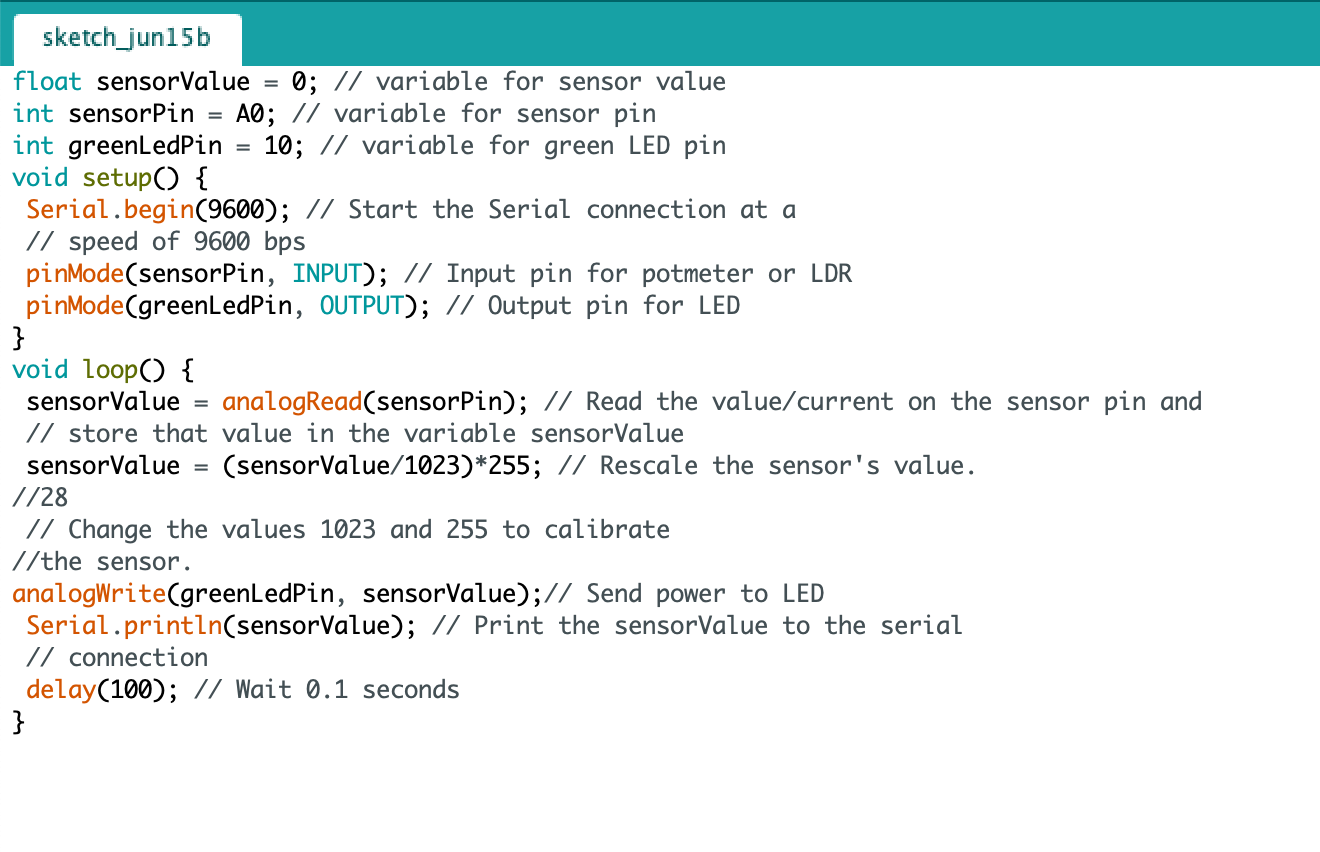 sketch_jun15b
float sensorValue = 0; // variable for sensor value
int sensorPin = A0; // variable for sensor pin
int greenLedPin = 10; // variable for green LED pin
void setup() {
 Serial.begin(9600); // Start the Serial connection at a
 // speed of 9600 bps
 pinMode(sensorPin, INPUT); // Input pin for potmeter or LDR
 pinMode(greenLedPin, OUTPUT); // Output pin for LED
}
void loop() {
 sensorValue = analogRead(sensorPin); // Read the value/current on the sensor pin and
 // store that value in the variable sensorValue
 sensorValue = (sensorValue/1023)*255; // Rescale the sensor's value.
//28
 // Change the values 1023 and 255 to calibrate
//the sensor.
analogWrite(greenLedPin, sensorValue);// Send power to LED
 Serial.println(sensorValue); // Print the sensorValue to the serial
 // connection
 delay(100); // Wait 0.1 seconds
}